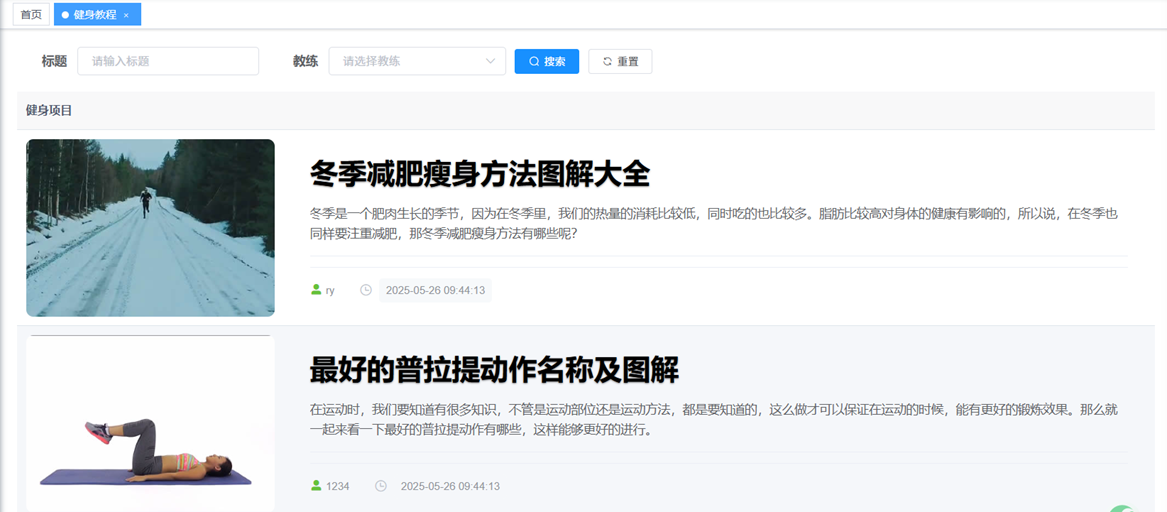 首页 健身教程 ×
标题 请输入标题 教练 请选择教练 搜索 重置
健身项目
冬季减肥瘦身方法图解大全
冬季是一个肥肉生长的季节，因为在冬季里，我们的热量的消耗比较低，同时吃的也比较多。脂肪比较高对身体的健康有影响的，所以说，在冬季也
同样要注重减肥，那冬季减肥瘦身方法有哪些呢？
ry 2025-05-26 09:44:13
最好的普拉提动作名称及图解
在运动时，我们要知道有很多知识，不管是运动部位还是运动方法，都是要知道的，这么做才可以保证在运动的时候，能有更好的锻炼效果。那么就
一起来看一下最好的普拉提动作有哪些，这样能够更好的进行。
1234 2025-05-26 09:44:13